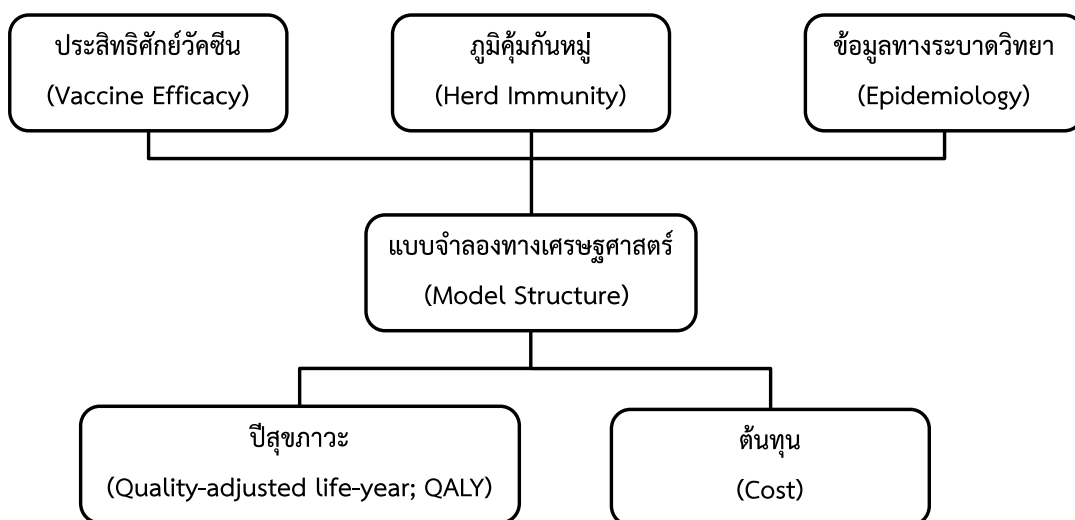 ประสิทธิศักย์วัคซีน
(Vaccine Efficacy)
ภูมิคุ้มกันหมู่
(Herd Immunity)
ข้อมูลทางระบาดวิทยา
(Epidemiology)
แบบจำลองทางเศรษฐศาสตร์
(Model Structure)
ปีสุขภาวะ
(Quality-adjusted life-year; QALY)
ต้นทุน
(Cost)